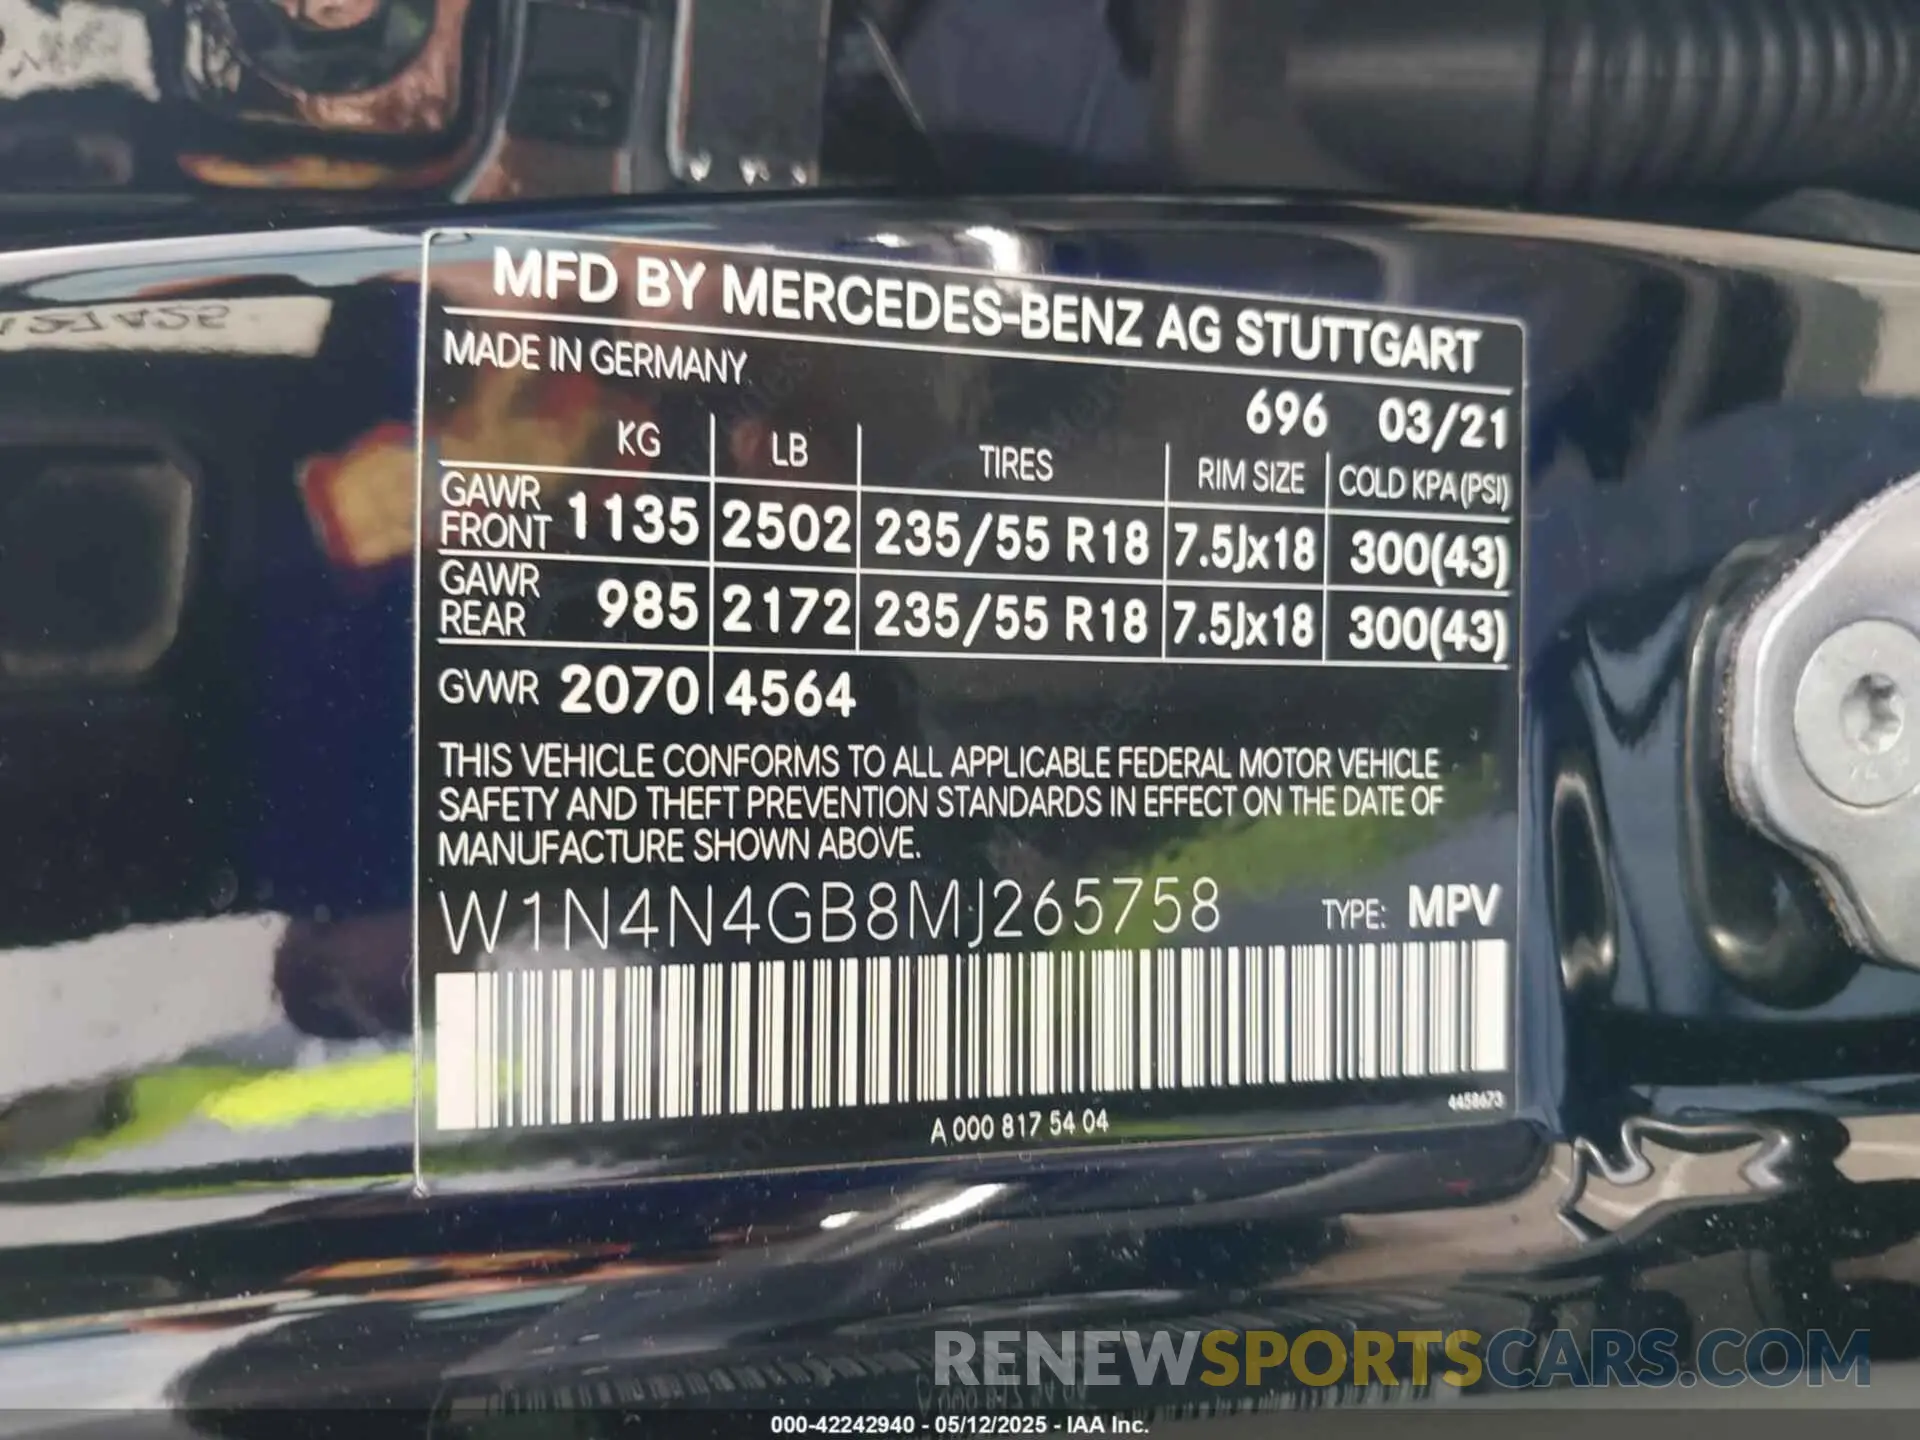 MFD BY MERCEDES-BENZ AG STUTTGART
MADE IN GERMANY
696 03/21
KG LB TIRES RIM SIZE COLD KPA (PSI)
GAWR FRONT 1135 2502 235/55 R18 7.5Jx18 300(43)
GAWR REAR 985 2172 235/55 R18 7.5Jx18 300(43)
GVWR 2070 4564
THIS VEHICLE CONFORMS TO ALL APPLICABLE FEDERAL MOTOR VEHICLE
SAFETY AND THEFT PREVENTION STANDARDS IN EFFECT ON THE DATE OF
MANUFACTURE SHOWN ABOVE.
W1N4N4GB8MJ265758 TYPE: MPV
4458673
A 000 817 54 04
RENEWSPORTSCARS.COM
000-42242940 - 05/12/2025 - IAA Inc.